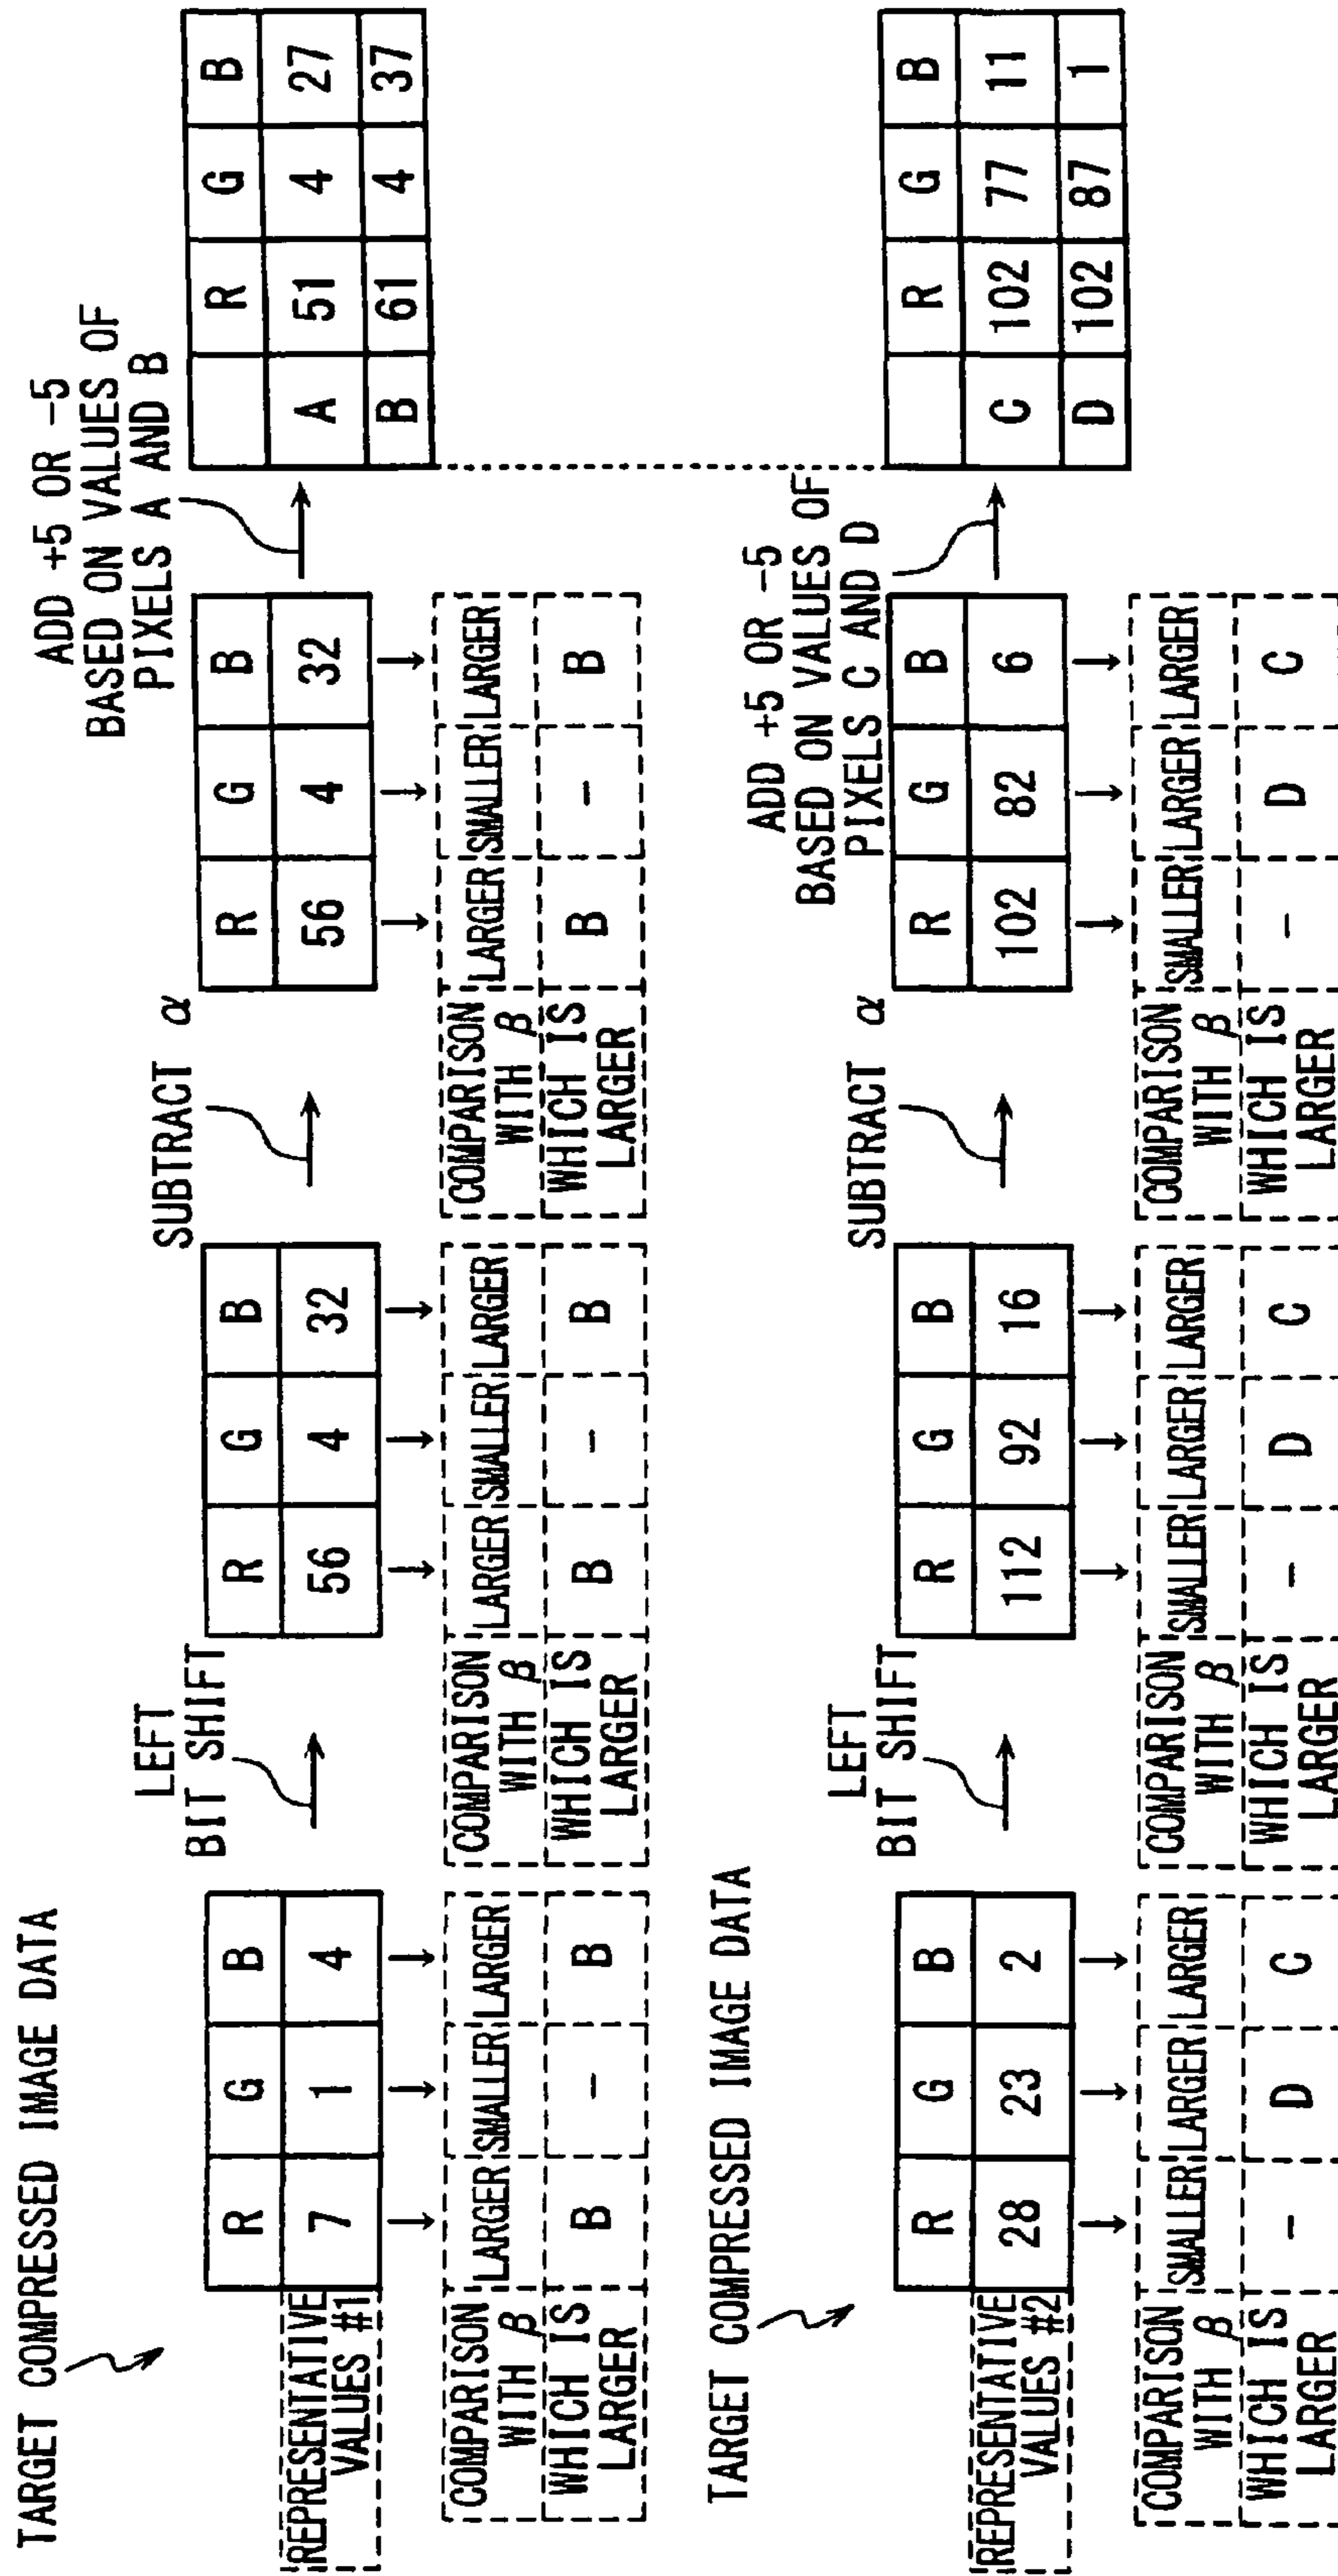 TARGET COMPRESSED IMAGE DATA
R G B
REPRESENTATIVE VALUES #1
7 1 4
COMPARISON WITH β
LARGER SMALLER LARGER
WHICH IS LARGER
B - B
LEFT
BIT SHIFT
R G B
56 4 32
COMPARISON WITH β
LARGER SMALLER LARGER
WHICH IS LARGER
B - B
SUBTRACT α
R G B
56 4 32
COMPARISON WITH β
LARGER SMALLER LARGER
WHICH IS LARGER
B - B
ADD +5 OR -5
BASED ON VALUES OF
PIXELS A AND B
R G B
A 51 4 27
B 61 4 37
TARGET COMPRESSED IMAGE DATA
R G B
REPRESENTATIVE VALUES #2
28 23 2
COMPARISON WITH β
SMALLER LARGER LARGER
WHICH IS LARGER
- D C
LEFT
BIT SHIFT
R G B
112 92 16
COMPARISON WITH β
SMALLER LARGER LARGER
WHICH IS LARGER
- D C
SUBTRACT α
R G B
102 82 6
COMPARISON WITH β
SMALLER LARGER LARGER
WHICH IS LARGER
- D C
ADD +5 OR -5
BASED ON VALUES OF
PIXELS C AND D
R G B
C 102 77 11
D 102 87 1